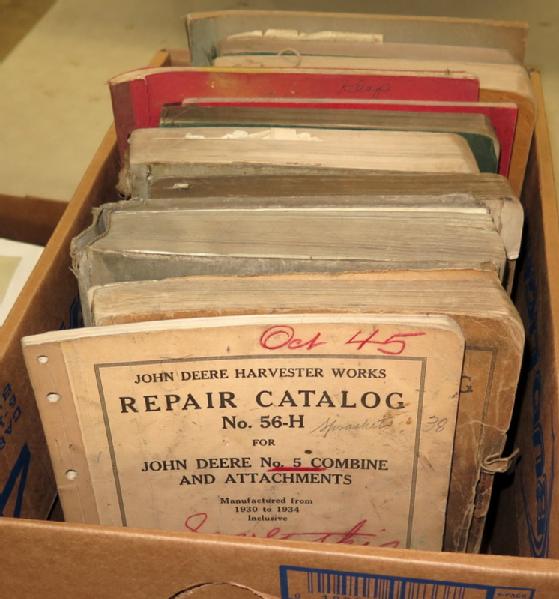 Oct 45
JOHN DEERE HARVESTER WORKS
REPAIR CATALOG
No. 56-H Sprockets 38
FOR
JOHN DEERE No. 5 COMBINE
AND ATTACHMENTS
Manufactured from
1930 to 1934
Inclusive